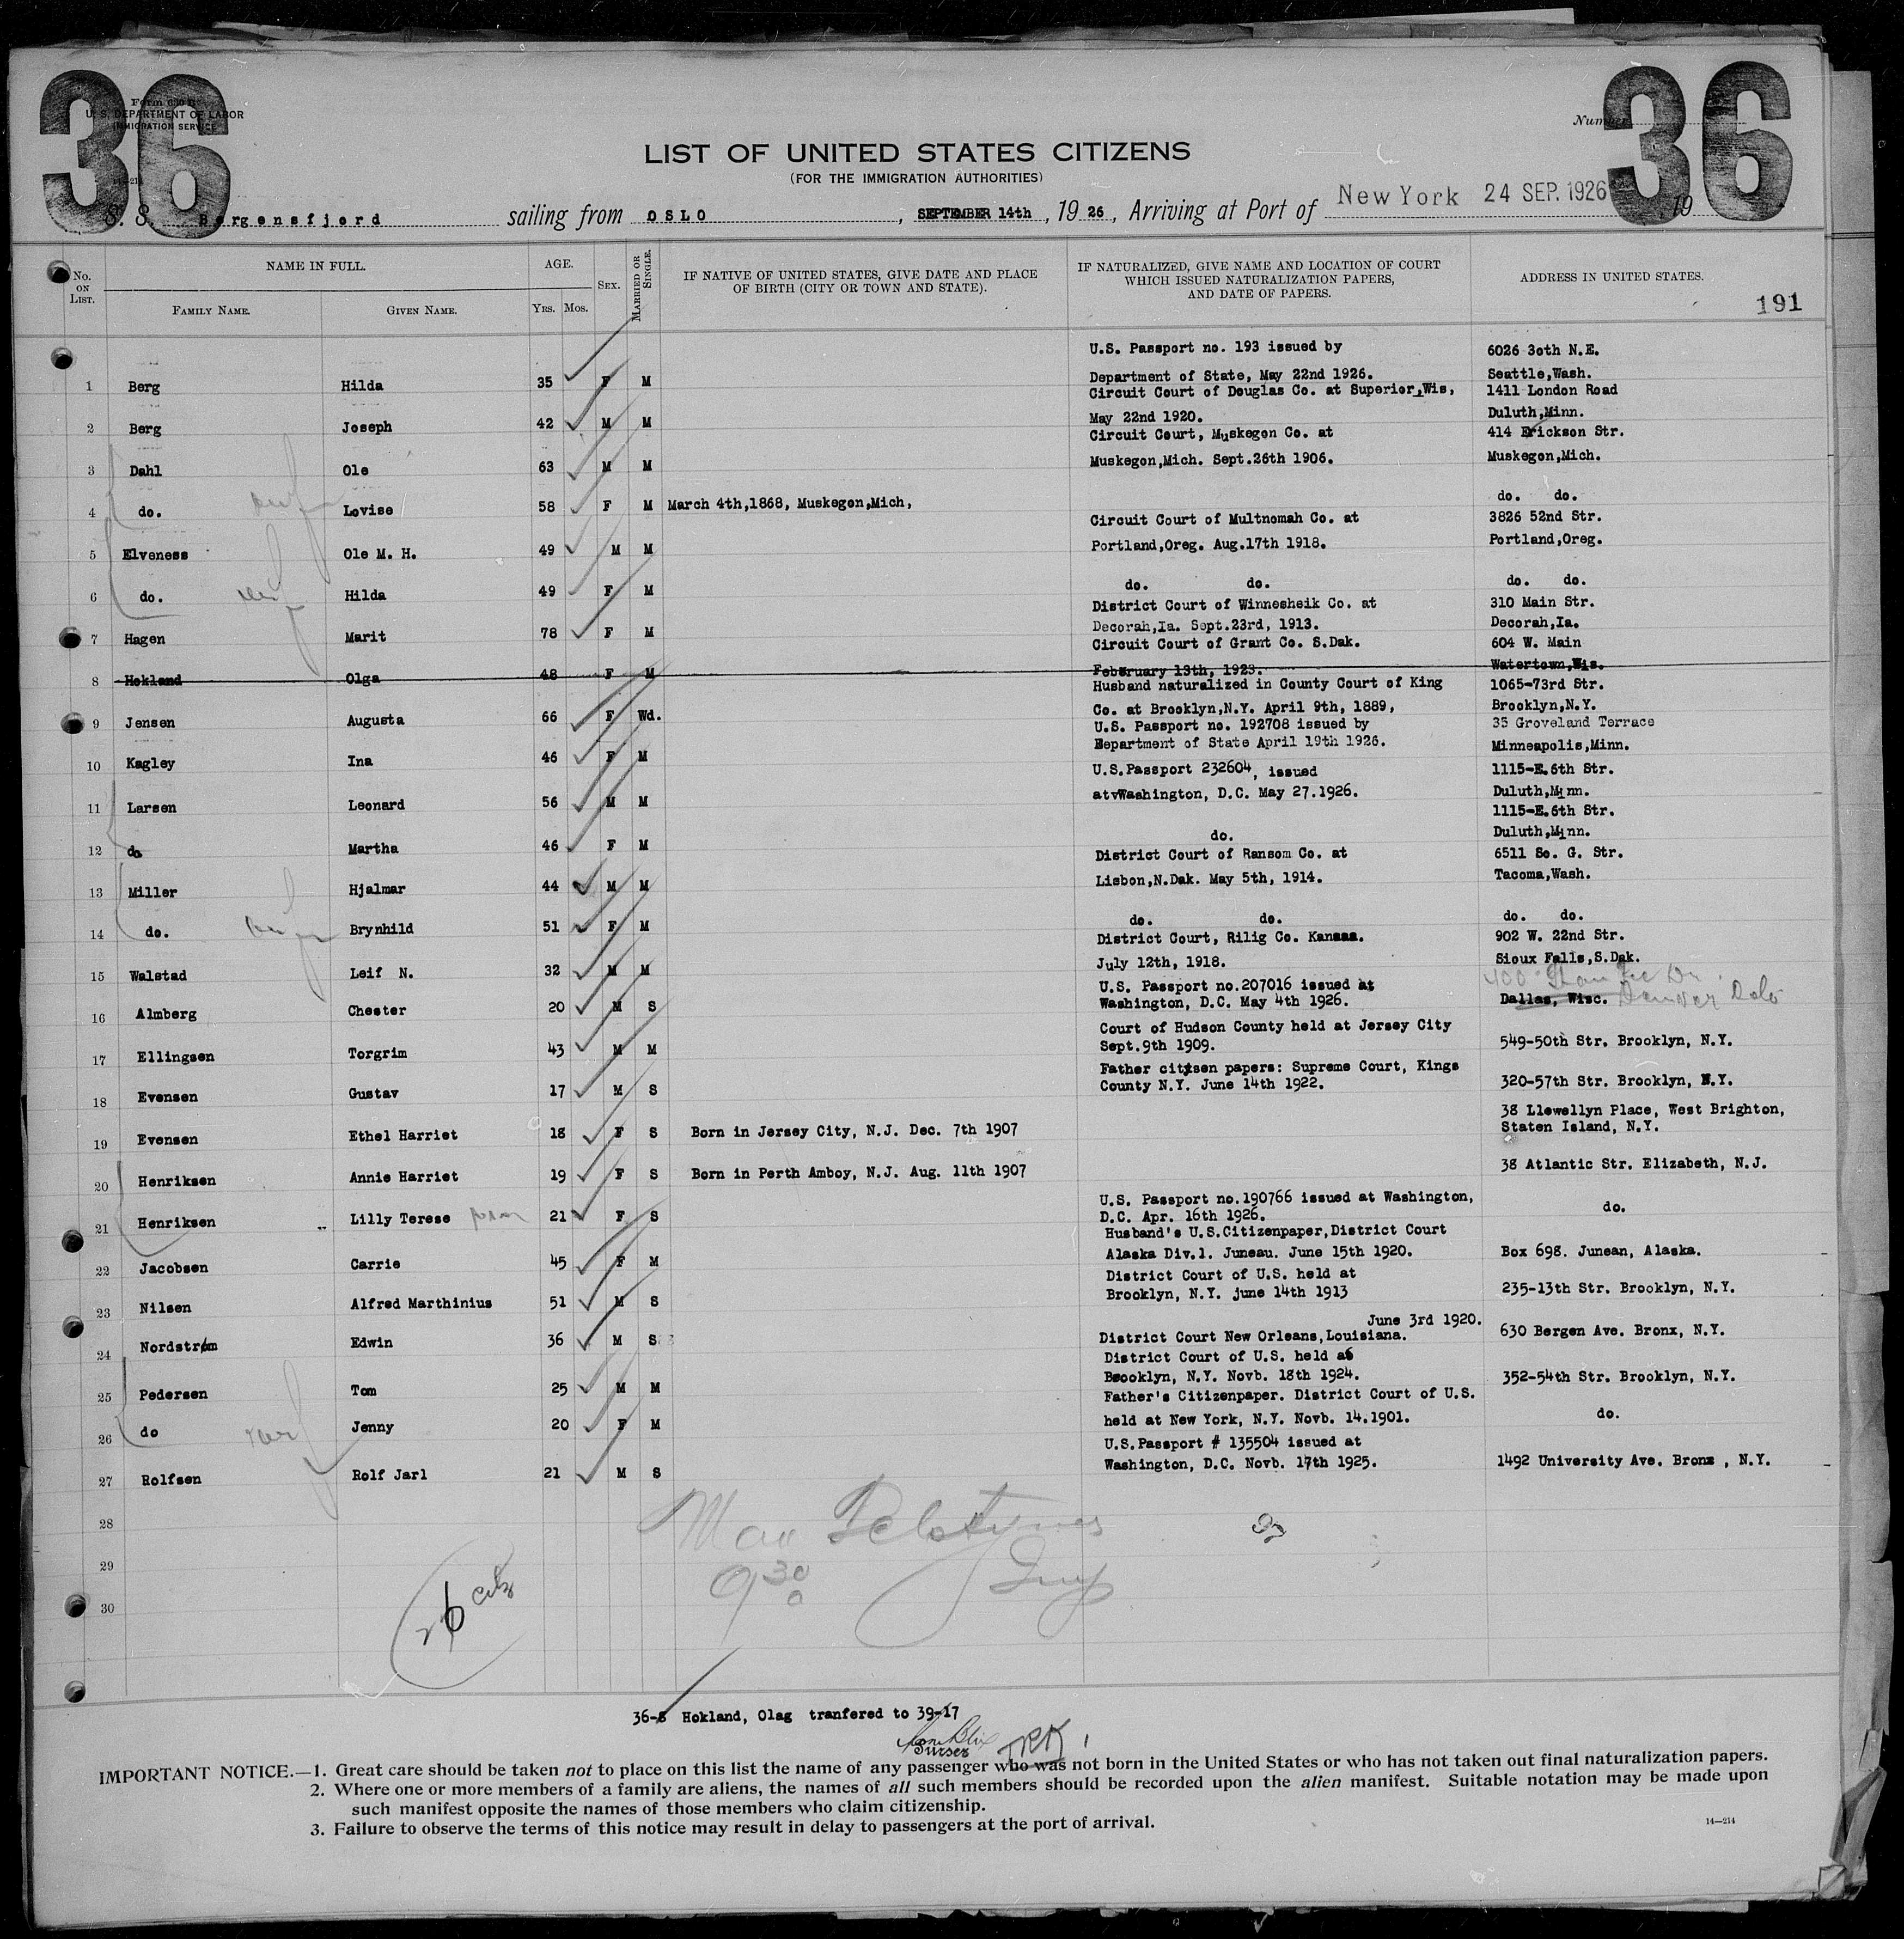 36
36
Form 630 B
U. S. DEPARTMENT OF LABOR
IMMIGRATION SERVICE
Number
14-214
LIST OF UNITED STATES CITIZENS
(FOR THE IMMIGRATION AUTHORITIES)
S. S. Bergensfjord sailing from OSLO, SEPTEMBER 14th, 19 26, Arriving at Port of New York 24 SEP. 1926 19
No. ON LIST. NAME IN FULL. AGE. SEX. MARRIED OR SINGLE. IF NATIVE OF UNITED STATES, GIVE DATE AND PLACE OF BIRTH (CITY OR TOWN AND STATE). IF NATURALIZED, GIVE NAME AND LOCATION OF COURT WHICH ISSUED NATURALIZATION PAPERS, AND DATE OF PAPERS. ADDRESS IN UNITED STATES.
FAMILY NAME. GIVEN NAME. YRS. MOS.
191
U.S. Passport no. 193 issued by 6026 30th N.E.
1 Berg Hilda 35 F M Department of State, May 22nd 1926. Seattle,Wash.
Circuit Court of Douglas Co. at Superior,Wis, 1411 London Road
2 Berg Joseph 42 M M May 22nd 1920. Duluth,Minn.
Circuit Court, Muskegon Co. at 414 Erickson Str.
3 Dahl Ole 63 M M Muskegon,Mich. Sept.26th 1906. Muskegon,Mich.
4 do. Lovise 58 F M March 4th,1868, Muskegon,Mich, do. do.
Circuit Court of Multnomah Co. at 3826 52nd Str.
5 Elveness Ole M. H. 49 M M Portland,Oreg. Aug.17th 1918. Portland,Oreg.
6 do. Hilda 49 F M do. do. do. do.
District Court of Winnesheik Co. at 310 Main Str.
7 Hagen Marit 78 F M Decorah,Ia. Sept.23rd, 1913. Decorah,Ia.
Circuit Court of Grant Co. S.Dak. 604 W. Main
8 Hokland Olga 48 F M February 13th, 1923. Watertown,Wis.
Husband naturalized in County Court of King 1065-73rd Str.
9 Jensen Augusta 66 F Wd. Co. at Brooklyn,N.Y. April 9th, 1889, Brooklyn,N.Y.
U.S. Passport no. 192708 issued by 35 Groveland Terrace
10 Kagley Ina 46 F M Department of State April 19th 1926. Minneapolis,Minn.
U.S.Passport 232604, issued 1115-E.6th Str.
11 Larsen Leonard 56 M M atvWashington, D.C. May 27.1926. Duluth,Minn.
1115-E.6th Str.
12 do Martha 46 F M do. Duluth,Minn.
District Court of Ransom Co. at 6511 So. G. Str.
13 Miller Hjalmar 44 M M Lisbon,N.Dak. May 5th, 1914. Tacoma,Wash.
14 do. Brynhild 51 F M do. do. do. do.
District Court, Rilig Co. Kansas. 902 W. 22nd Str.
15 Walstad Leif N. 32 M M July 12th, 1918. Sioux Falls,S.Dak.
U.S. Passport no.207016 issued at 400
16 Almberg Chester 20 M S Washington, D.C. May 4th 1926. Dallas, Wisc. Denver Colo
Court of Hudson County held at Jersey City
17 Ellingsen Torgrim 43 M M Sept.9th 1909. 549-50th Str. Brooklyn, N.Y.
Father citisen papers: Supreme Court, Kings
18 Evensen Gustav 17 M S County N.Y. June 14th 1922. 320-57th Str. Brooklyn, N.Y.
38 Llewellyn Place, West Brighton,
19 Evensen Ethel Harriet 18 F S Born in Jersey City, N.J. Dec. 7th 1907 Staten Island, N.Y.
20 Henriksen Annie Harriet 19 F S Born in Perth Amboy, N.J. Aug. 11th 1907 38 Atlantic Str. Elizabeth, N.J.
U.S. Passport no.190766 issued at Washington,
21 Henriksen Lilly Terese 21 F S D.C. Apr. 16th 1926. do.
Husband's U.S.Citizenpaper,District Court
22 Jacobsen Carrie 45 F M Alaska Div.1. Juneau. June 15th 1920. Box 698. Junean, Alaska.
District Court of U.S. held at
23 Nilsen Alfred Marthinius 51 M S Brooklyn, N.Y. june 14th 1913 235-13th Str. Brooklyn, N.Y.
June 3rd 1920.
24 Nordstrøm Edwin 36 M S District Court New Orleans,Louisiana. 630 Bergen Ave. Bronx, N.Y.
District Court of U.S. held at
25 Pedersen Tom 25 M M Brooklyn, N.Y. Novb. 18th 1924. 352-54th Str. Brooklyn, N.Y.
Father's Citizenpaper. District Court of U.S.
26 do Jenny 20 F M held at New York, N.Y. Novb. 14.1901. do.
U.S.Passport # 135504 issued at
27 Rolfsen Rolf Jarl 21 M S Washington, D.C. Novb. 17th 1925. 1492 University Ave. Bronx , N.Y.
28
29
30
26 citz
9 30
97
36-8 Hokland, Olag tranfered to 39-17
Purser
IMPORTANT NOTICE.—1. Great care should be taken not to place on this list the name of any passenger who was not born in the United States or who has not taken out final naturalization papers.
2. Where one or more members of a family are aliens, the names of all such members should be recorded upon the alien manifest. Suitable notation may be made upon
such manifest opposite the names of those members who claim citizenship.
3. Failure to observe the terms of this notice may result in delay to passengers at the port of arrival.
14—214